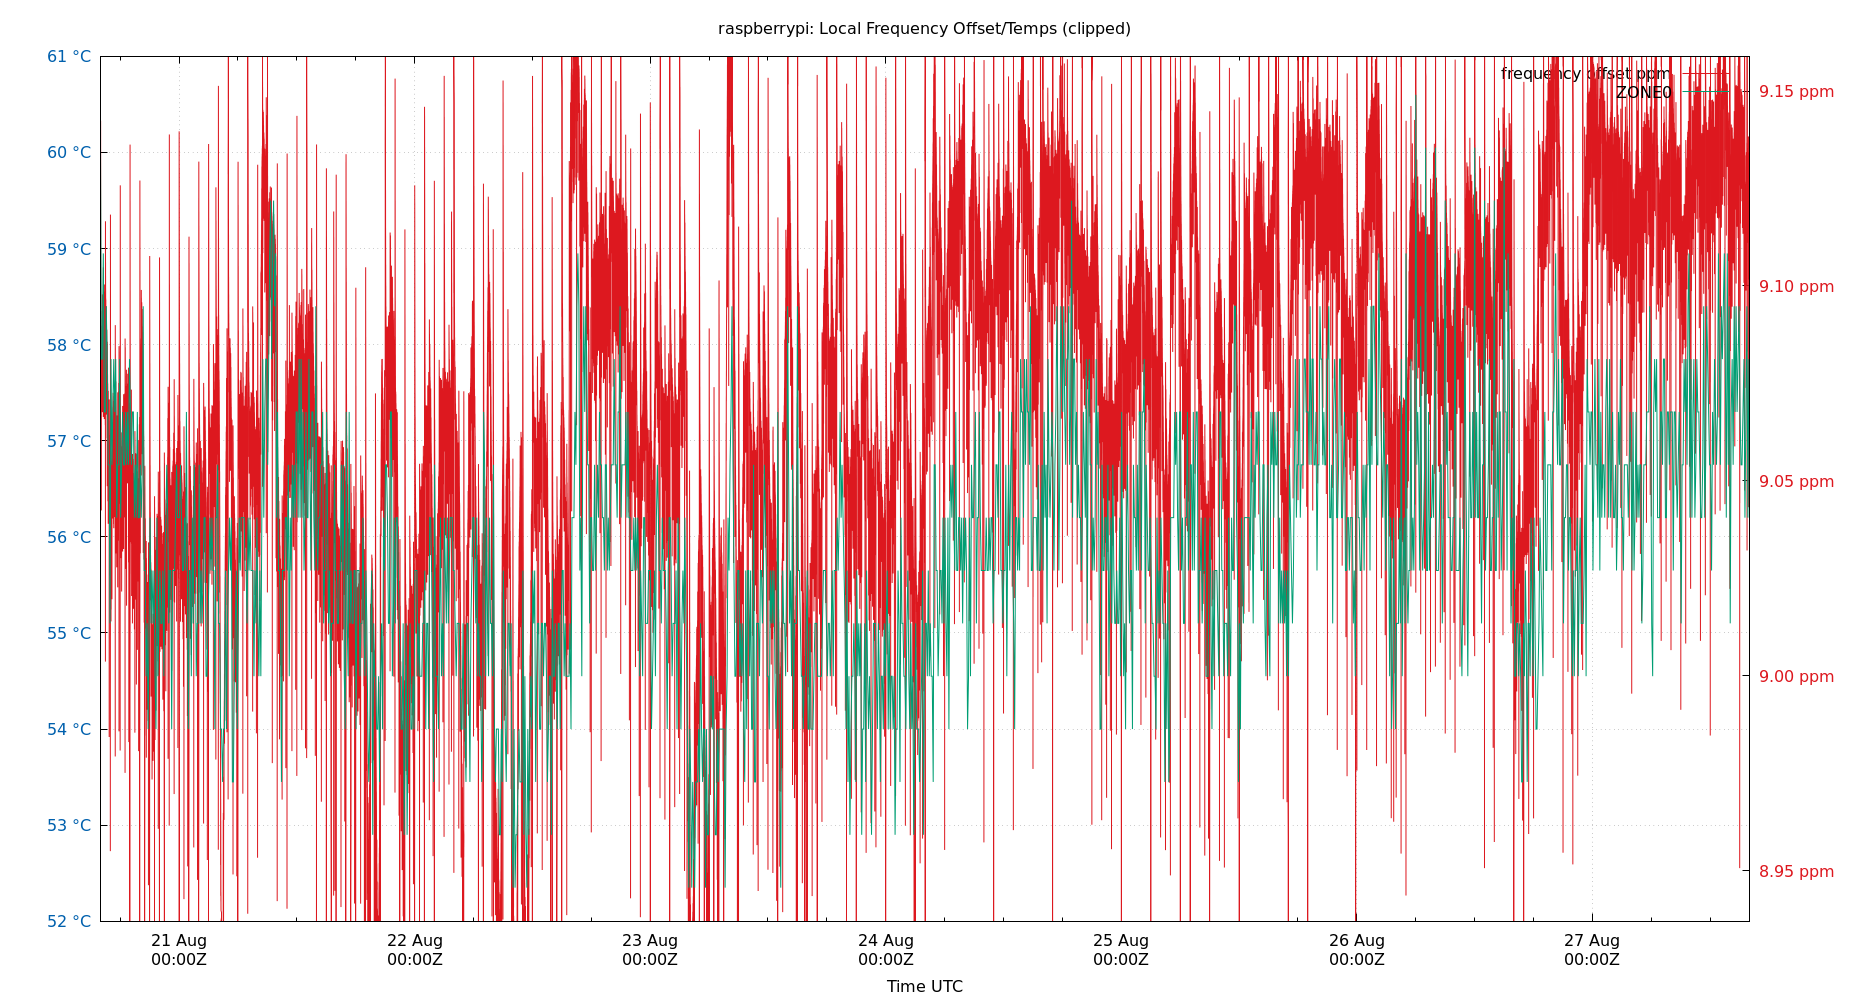 raspberrypi: Local Frequency Offset/Temps (clipped)
61 °C
60 °C
59 °C
58 °C
57 °C
56 °C
55 °C
54 °C
53 °C
52 °C
frequency offset ppm
ZONE0
9.15 ppm
9.10 ppm
9.05 ppm
9.00 ppm
8.95 ppm
21 Aug
00:00Z
22 Aug
00:00Z
23 Aug
00:00Z
24 Aug
00:00Z
25 Aug
00:00Z
26 Aug
00:00Z
27 Aug
00:00Z
Time UTC